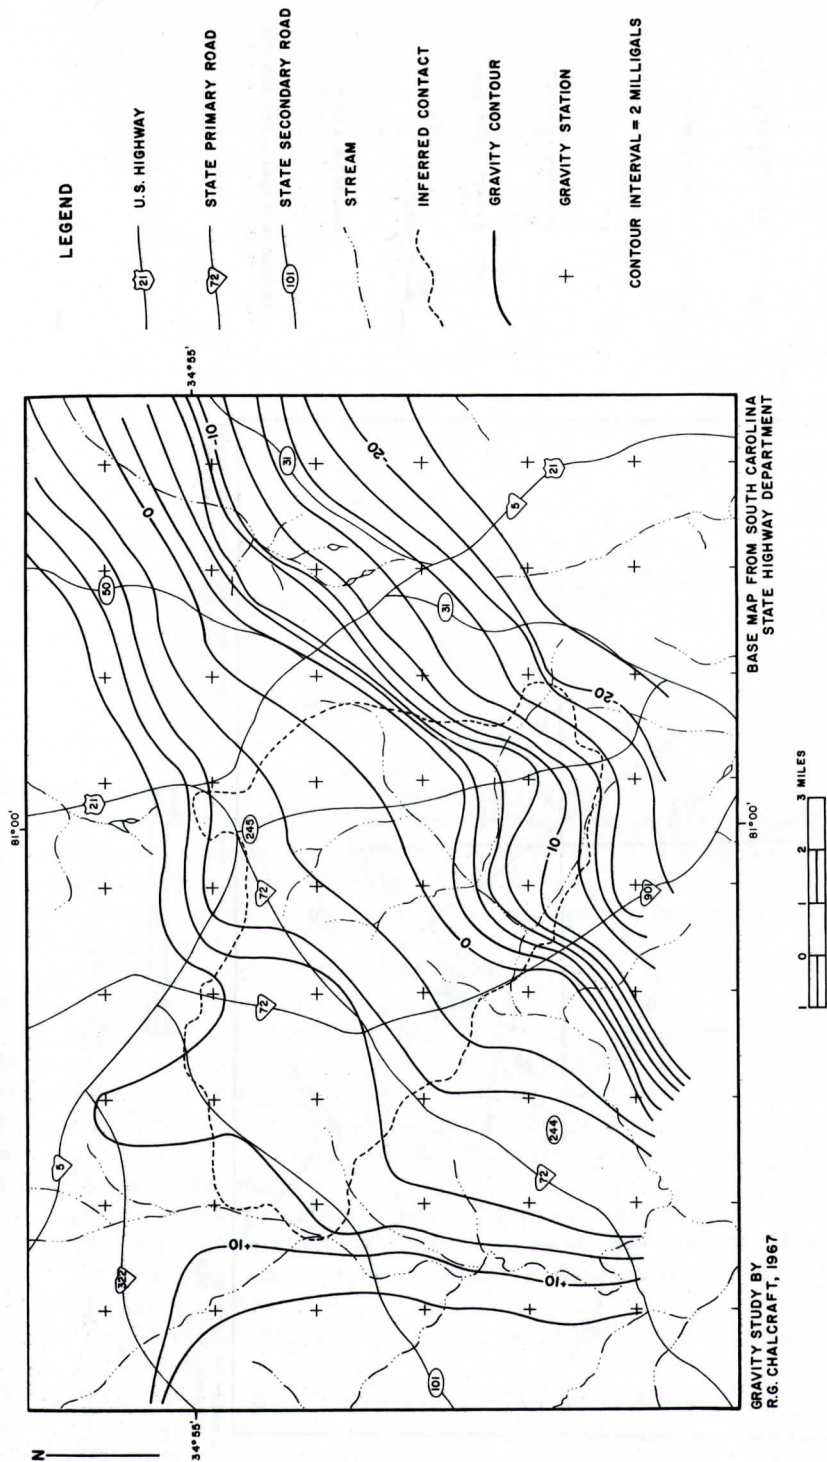 LEGEND
21 U.S. HIGHWAY
72 STATE PRIMARY ROAD
101 STATE SECONDARY ROAD
STREAM
INFERRED CONTACT
GRAVITY CONTOUR
GRAVITY STATION
CONTOUR INTERVAL = 2 MILLIGALS
N
81°00'
34°55'
34°55'
5
322
21
50
0
-10
+10
72
72
245
31
-20
101
0
-10
31
5
21
+10
72
244
90
20
81°00'
GRAVITY STUDY BY
R.G. CHALCRAFT, 1967
BASE MAP FROM SOUTH CAROLINA
STATE HIGHWAY DEPARTMENT
1 0 1 2 3 MILES